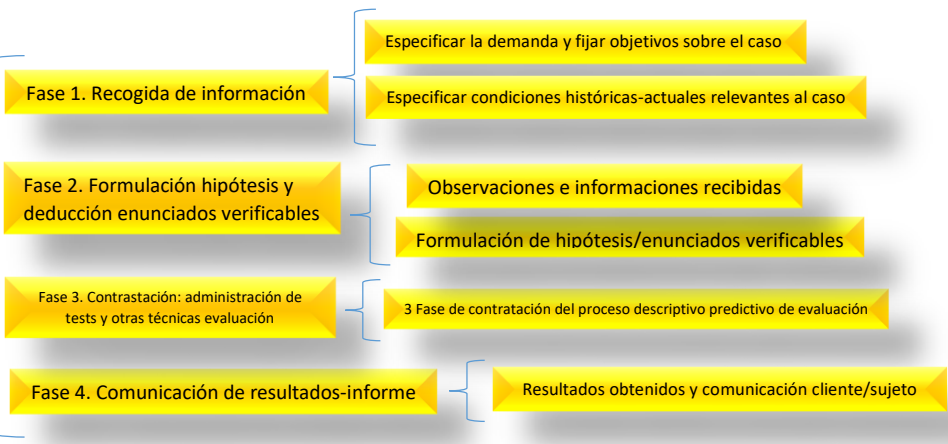 Especificar la demanda y fijar objetivos sobre el caso
Fase 1. Recogida de información
Especificar condiciones históricas-actuales relevantes al caso
Fase 2. Formulación hipótesis y
deducción enunciados verificables
Observaciones e informaciones recibidas
Formulación de hipótesis/enunciados verificables
Fase 3. Contrastación: administración de
tests y otras técnicas evaluación
3 Fase de contratación del proceso descriptivo predictivo de evaluación
Fase 4. Comunicación de resultados-informe
Resultados obtenidos y comunicación cliente/sujeto